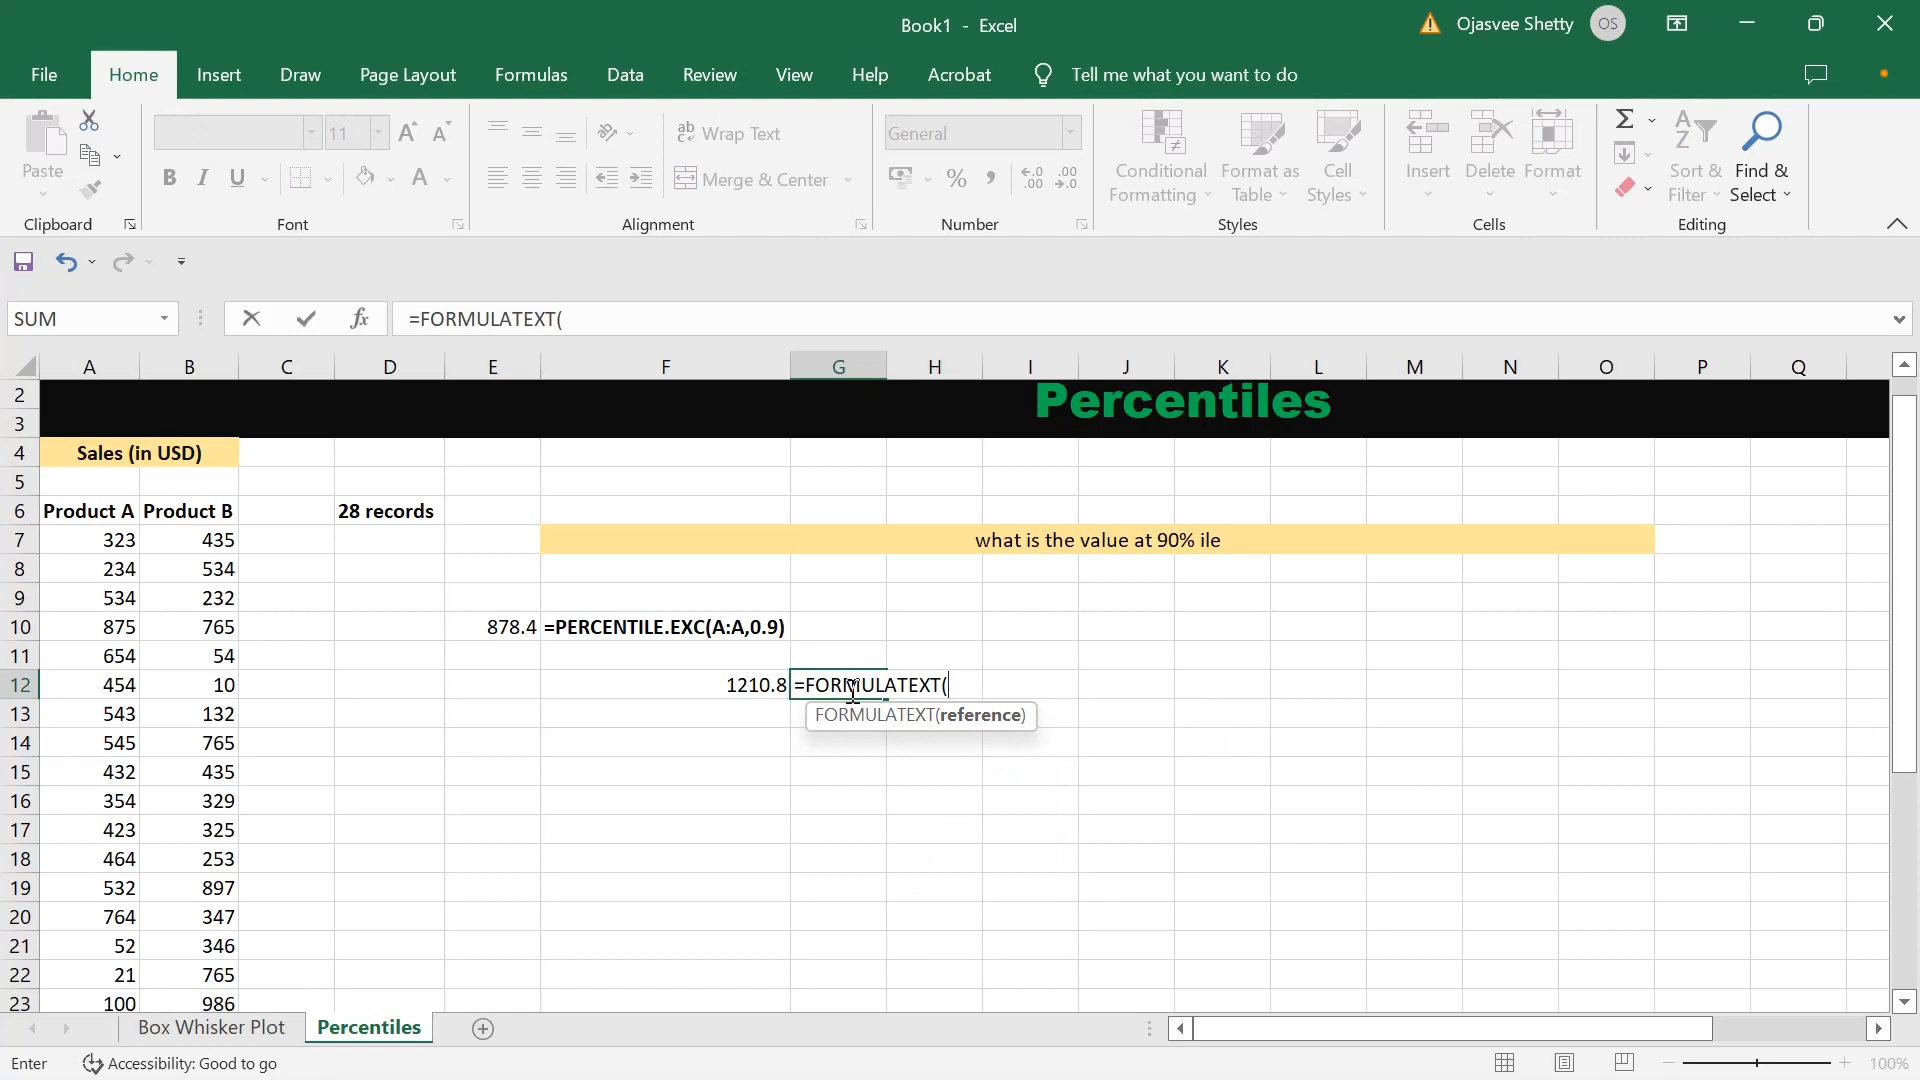 Book1 - Excel
Ojasvee Shetty OS
File Home Insert Draw Page Layout Formulas Data Review View Help Acrobat Tell me what you want to do
Paste
11
B I U
A
Wrap Text
Merge & Center
General
%
Conditional Formatting
Format as Table
Cell Styles
Insert
Delete
Format
Sort & Filter
Find & Select
Clipboard Font Alignment Number Styles Cells Editing
SUM fx =FORMULATEXT(
A B C D E F G H I J K L M N O P Q
2 Percentiles
3
4 Sales (in USD)
5
6 Product A Product B 28 records
7 323 435 what is the value at 90% ile
8 234 534
9 534 232
10 875 765 878.4 =PERCENTILE.EXC(A:A,0.9)
11 654 54
12 454 10 1210.8 =FORMULATEXT(
13 543 132 FORMULATEXT(reference)
14 545 765
15 432 435
16 354 329
17 423 325
18 464 253
19 532 897
20 764 347
21 52 346
22 21 765
23 100 986
Box Whisker Plot Percentiles
Enter Accessibility: Good to go 100%